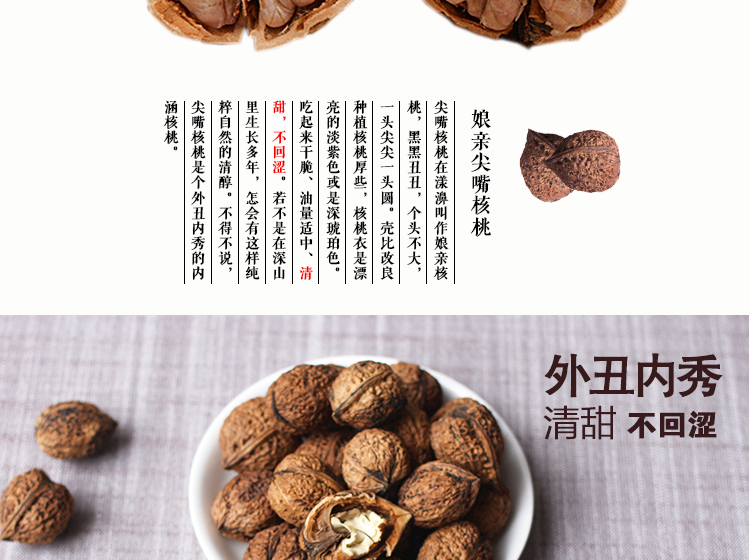 娘亲尖嘴核桃
尖嘴核桃在漾濞叫作娘亲核
桃，黑黑丑丑，个头不大，
一头尖尖一头圆。壳比改良
种植核桃厚些，核桃衣是漂
亮的淡紫色或是深琥珀色。
吃起来干脆、油量适中、清
甜，不回涩。若不是在深山
里生长多年，怎会有这样纯
粹自然的清醇。不得不说，
尖嘴核桃是个外丑内秀的内
涵核桃。
外丑内秀
清甜 不回涩